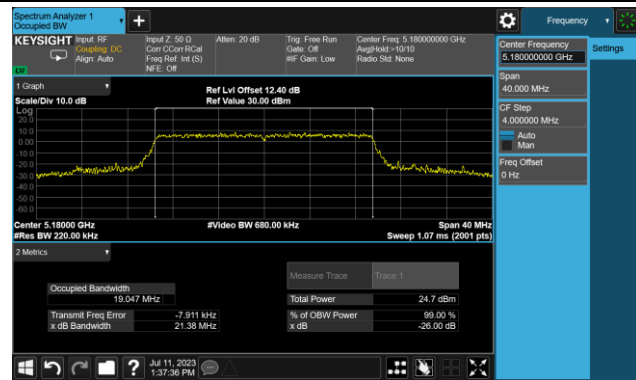 Spectrum Analyzer 1
Occupied BW
+
Frequency
KEYSIGHT
Input: RF
Coupling: DC
Align: Auto
Input Z: 50 Ω
Corr CCorr RCal
Freq Ref: Int (S)
NFE: Off
Atten: 20 dB
Trig: Free Run
Gate: Off
#IF Gain: Low
Center Freq: 5.180000000 GHz
Avg|Hold:>10/10
Radio Std: None
Center Frequency
5.180000000 GHz
Settings
Span
40.000 MHz
CF Step
4.000000 MHz
Auto
Man
Freq Offset
0 Hz
1 Graph
Scale/Div 10.0 dB
Ref Lvl Offset 12.40 dB
Ref Value 30.00 dBm
Log
20.0
10.0
0.00
-10.0
-20.0
-30.0
-40.0
-50.0
-60.0
Center 5.18000 GHz
#Video BW 680.00 kHz
Span 40 MHz
#Res BW 220.00 kHz
Sweep 1.07 ms (2001 pts)
2 Metrics
Measure Trace
Trace 1
Occupied Bandwidth
19.047 MHz
Total Power
24.7 dBm
Transmit Freq Error
-7.911 kHz
% of OBW Power
99.00 %
x dB Bandwidth
21.38 MHz
x dB
-26.00 dB
?
Jul 11, 2023
1:37:36 PM